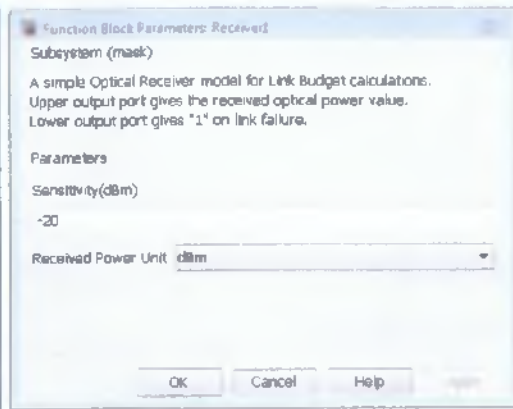 Function Block Parameters: Receiver1
Subsystem (mask)
A simple Optical Receiver model for Link Budget calculations.
Upper output port gives the received optical power value.
Lower output port gives "1" on link failure.
Parameters
Sensitivity(dBm)
-20
Received Power Unit dBm
OK Cancel Help Apply